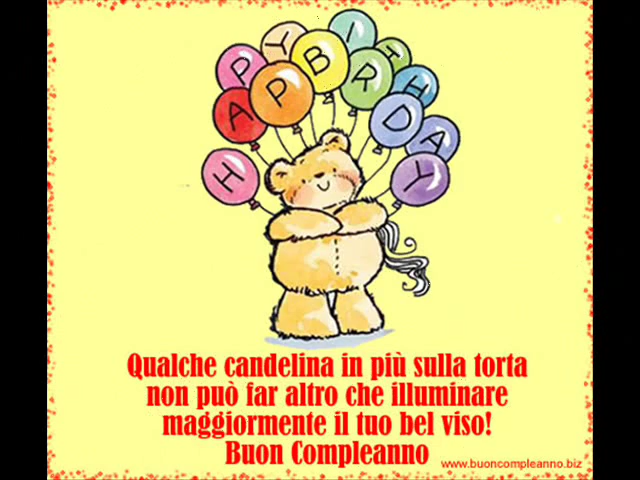 HAPPY BIRTHDAY
Qualche candelina in più sulla torta
non può far altro che illuminare
maggiormente il tuo bel viso!
Buon Compleanno
www.buoncompleanno.biz